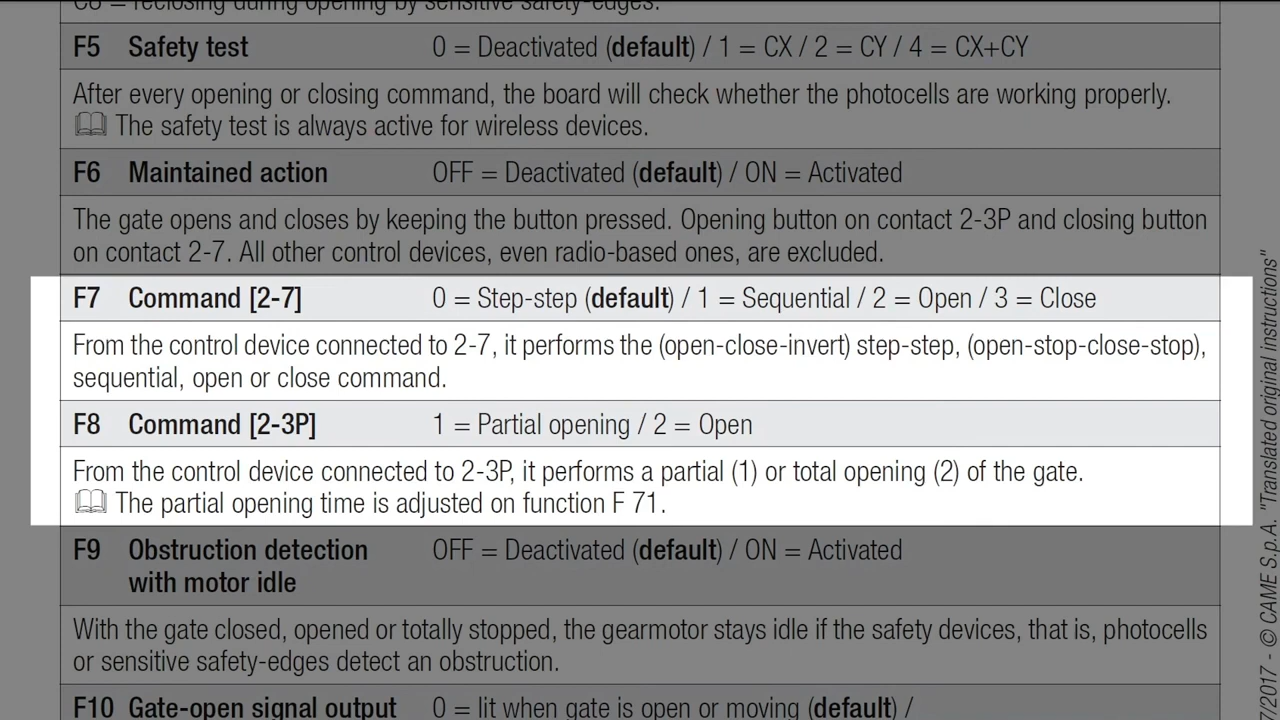 C6 = reclosing during opening by sensitive safety-edges.
F5 Safety test 0 = Deactivated (default) / 1 = CX / 2 = CY / 4 = CX+CY
After every opening or closing command, the board will check whether the photocells are working properly.
The safety test is always active for wireless devices.
F6 Maintained action OFF = Deactivated (default) / ON = Activated
The gate opens and closes by keeping the button pressed. Opening button on contact 2-3P and closing button
on contact 2-7. All other control devices, even radio-based ones, are excluded.
F7 Command [2-7] 0 = Step-step (default) / 1 = Sequential / 2 = Open / 3 = Close
From the control device connected to 2-7, it performs the (open-close-invert) step-step, (open-stop-close-stop),
sequential, open or close command.
F8 Command [2-3P] 1 = Partial opening / 2 = Open
From the control device connected to 2-3P, it performs a partial (1) or total opening (2) of the gate.
The partial opening time is adjusted on function F 71.
F9 Obstruction detection OFF = Deactivated (default) / ON = Activated
with motor idle
With the gate closed, opened or totally stopped, the gearmotor stays idle if the safety devices, that is, photocells
or sensitive safety-edges detect an obstruction.
F10 Gate-open signal output 0 = lit when gate is open or moving (default) /
7/2017 - © CAME S.p.A. "Translated original instructions"